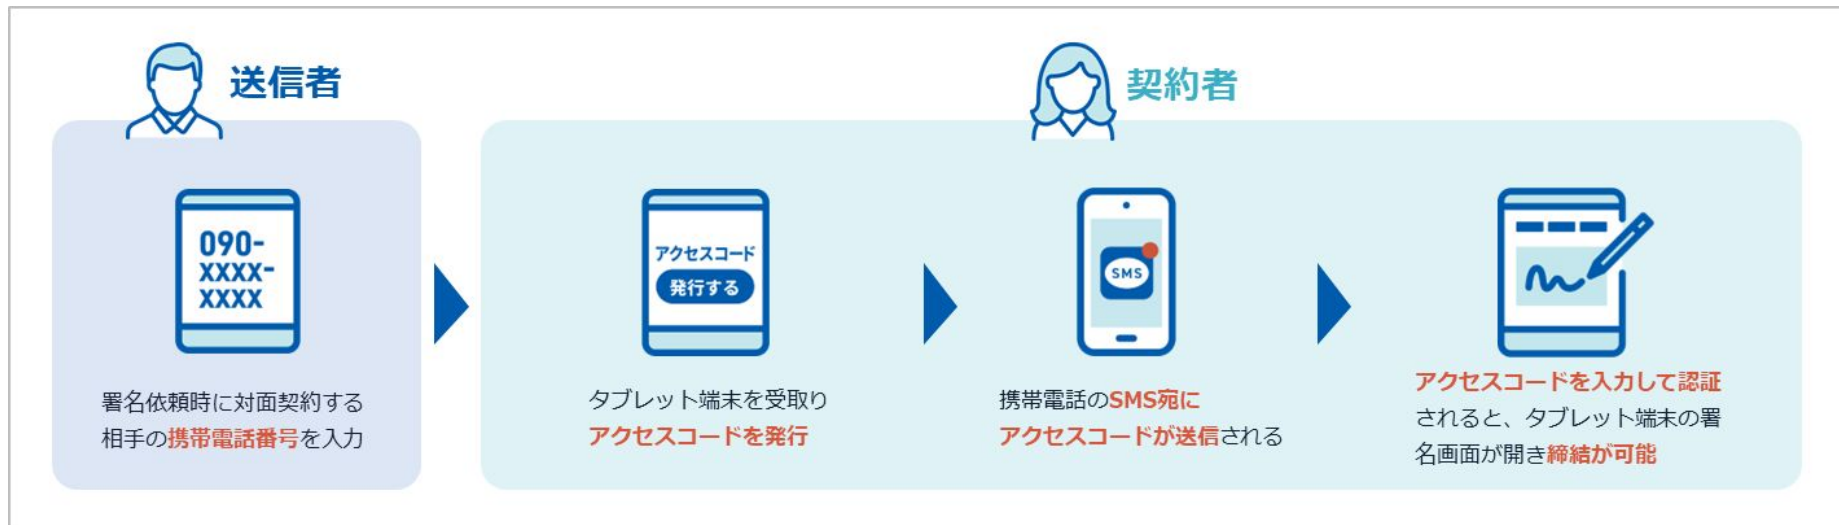 送信者
契約者
090-
XXXX-
XXXX
アクセスコード
発行する
SMS
署名依頼時に対面契約する
相手の携帯電話番号を入力
タブレット端末を受取り
アクセスコードを発行
携帯電話のSMS宛に
アクセスコードが送信される
アクセスコードを入力して認証
されると、タブレット端末の署
名画面が開き締結が可能